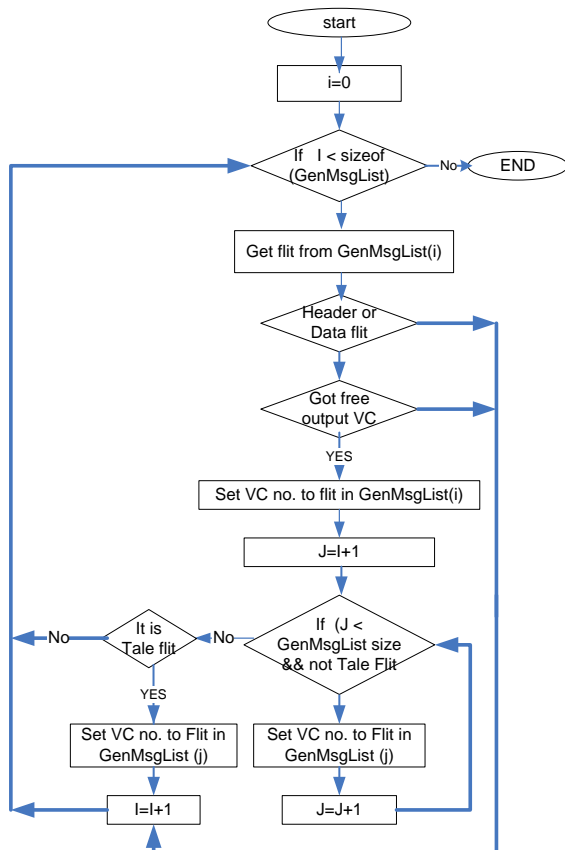 start
i=0
If I < sizeof
(GenMsgList)
No
END
Get flit from GenMsgList(i)
Header or
Data flit
Got free
output VC
YES
Set VC no. to flit in GenMsgList(i)
J=I+1
If (J <
GenMsgList size
&& not Tale Flit
No
It is
Tale flit
No
YES
Set VC no. to Flit in
GenMsgList (j)
Set VC no. to Flit in
GenMsgList (j)
I=I+1
J=J+1